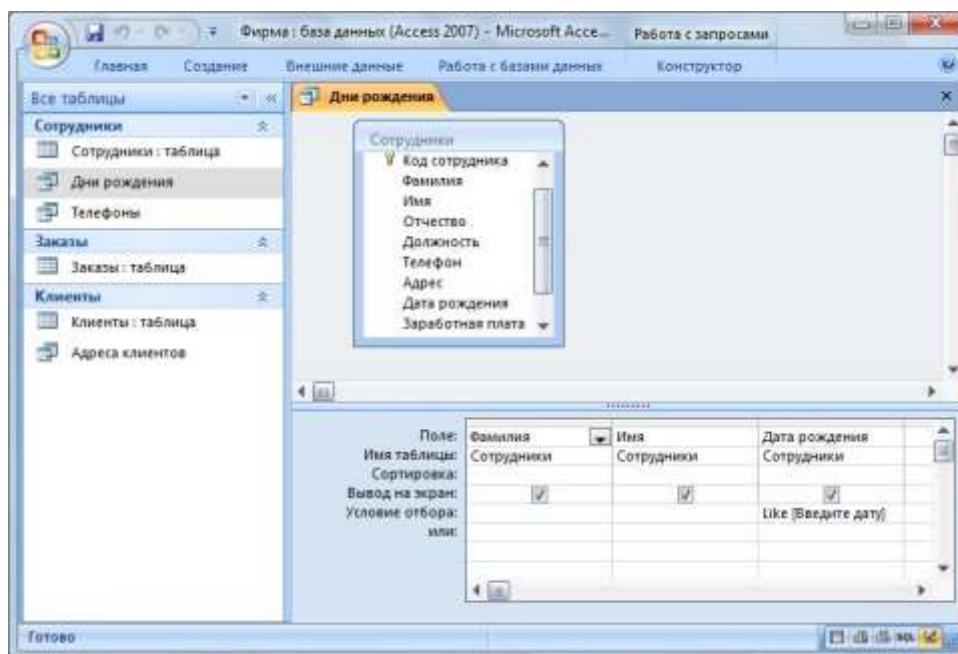 Фирма : база данных (Access 2007) - Microsoft Acce...
Работа с запросами
Главная
Создание
Внешние данные
Работа с базами данных
Конструктор
Все таблицы
Дни рождения
Сотрудники
Сотрудники : таблица
Дни рождения
Телефоны
Заказы
Заказы : таблица
Клиенты
Клиенты : таблица
Адреса клиентов
Сотрудники
Код сотрудника
Фамилия
Имя
Отчество
Должность
Телефон
Адрес
Дата рождения
Заработная плата
Поле: Фамилия Имя Дата рождения
Имя таблицы: Сотрудники Сотрудники Сотрудники
Сортировка:
Вывод на экран:
Условие отбора: Like [Введите дату]
или:
Готово
SQL